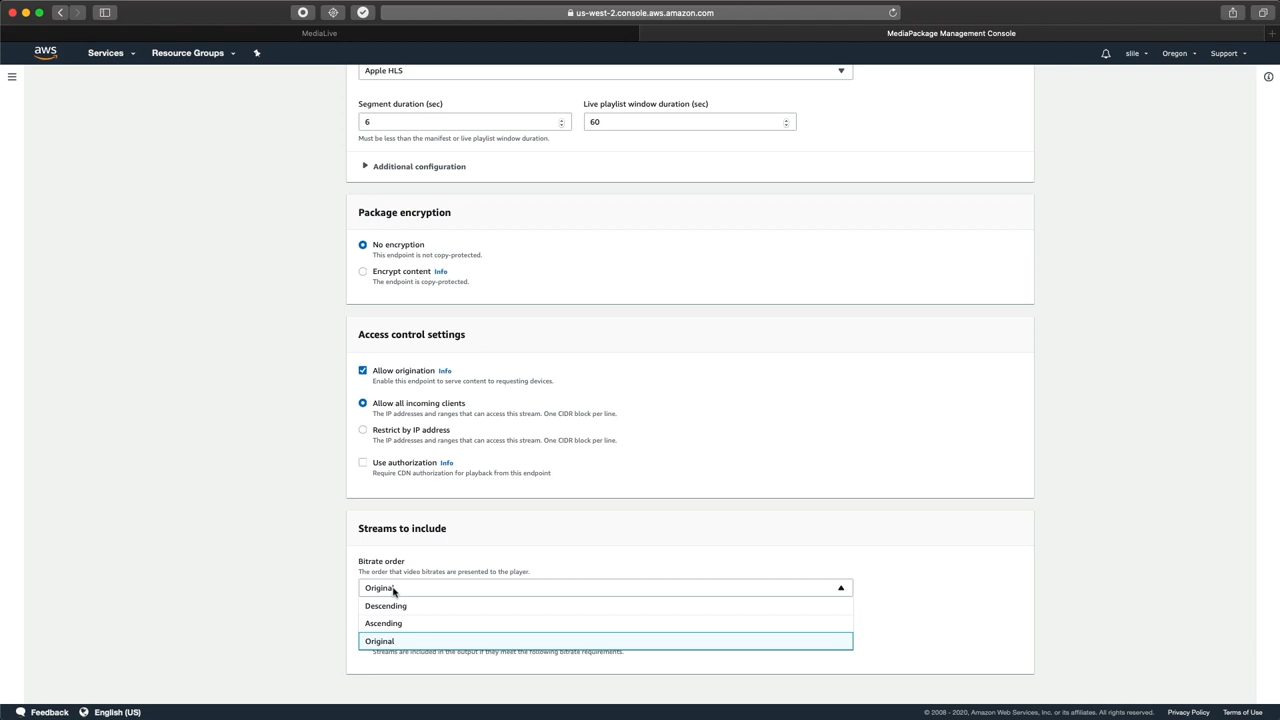 us-west-2.console.aws.amazon.com
MediaLive
MediaPackage Management Console
aws
Services
Resource Groups
slile
Oregon
Support
Apple HLS
Segment duration (sec)
Live playlist window duration (sec)
6
60
Must be less than the manifest or live playlist window duration.
Additional configuration
Package encryption
No encryption
This endpoint is not copy-protected.
Encrypt content Info
The endpoint is copy-protected.
Access control settings
Allow origination Info
Enable this endpoint to serve content to requesting devices.
Allow all incoming clients
The IP addresses and ranges that can access this stream. One CIDR block per line.
Restrict by IP address
The IP addresses and ranges that can access this stream. One CIDR block per line.
Use authorization Info
Require CDN authorization for playback from this endpoint
Streams to include
Bitrate order
The order that video bitrates are presented to the player.
Original
Descending
Ascending
Original
Streams are included in the output if they meet the following bitrate requirements.
Feedback
English (US)
© 2008 - 2020, Amazon Web Services, Inc. or its affiliates. All rights reserved.
Privacy Policy
Terms of Use